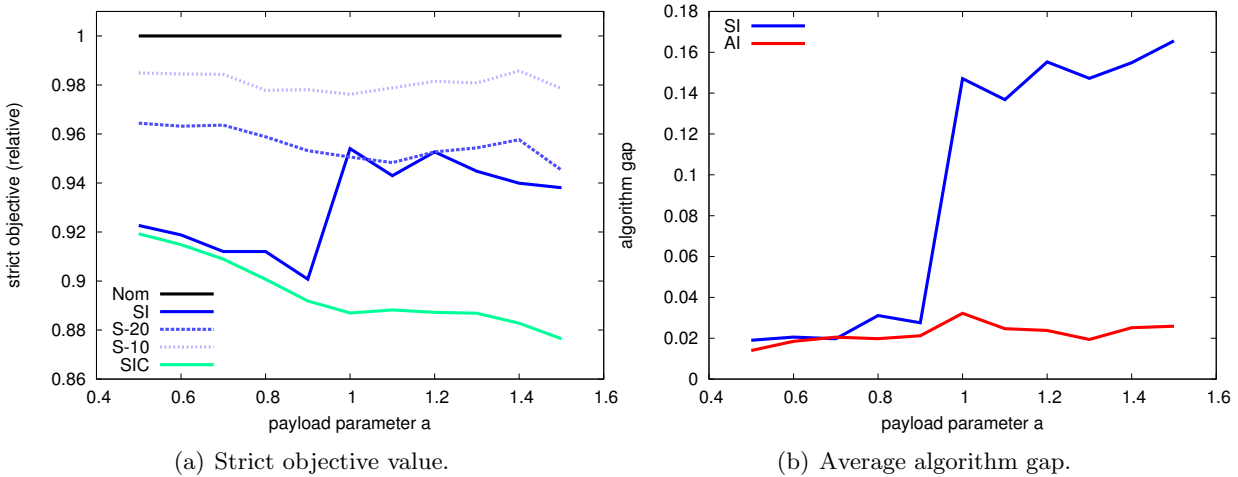 1
0.98
0.96
0.94
0.92
0.9
0.88
0.86
0.4
0.6
0.8
1
1.2
1.4
1.6
strict objective (relative)
payload parameter a
Nom
SI
S-20
S-10
SIC
(a) Strict objective value.
0.18
0.16
0.14
0.12
0.1
0.08
0.06
0.04
0.02
0
0.4
0.6
0.8
1
1.2
1.4
1.6
algorithm gap
payload parameter a
SI
AI
(b) Average algorithm gap.